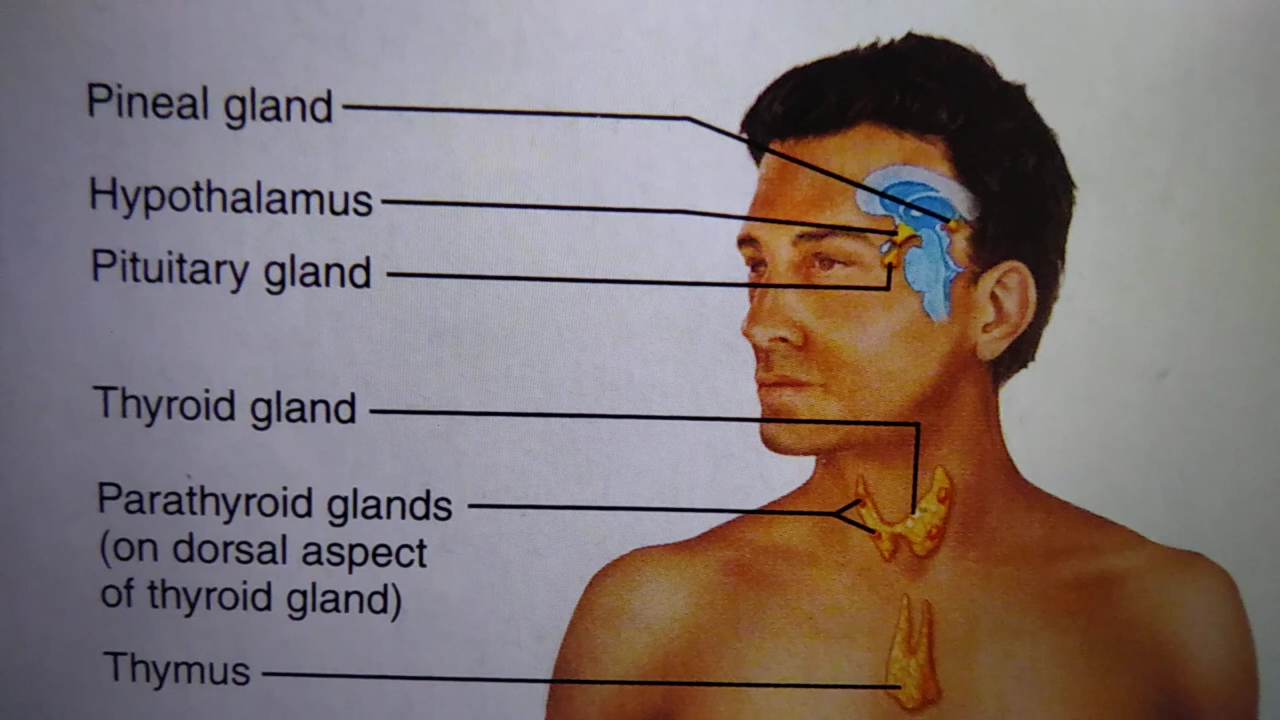 Pineal gland
Hypothalamus
Pituitary gland
Thyroid gland
Parathyroid glands
(on dorsal aspect
of thyroid gland)
Thymus